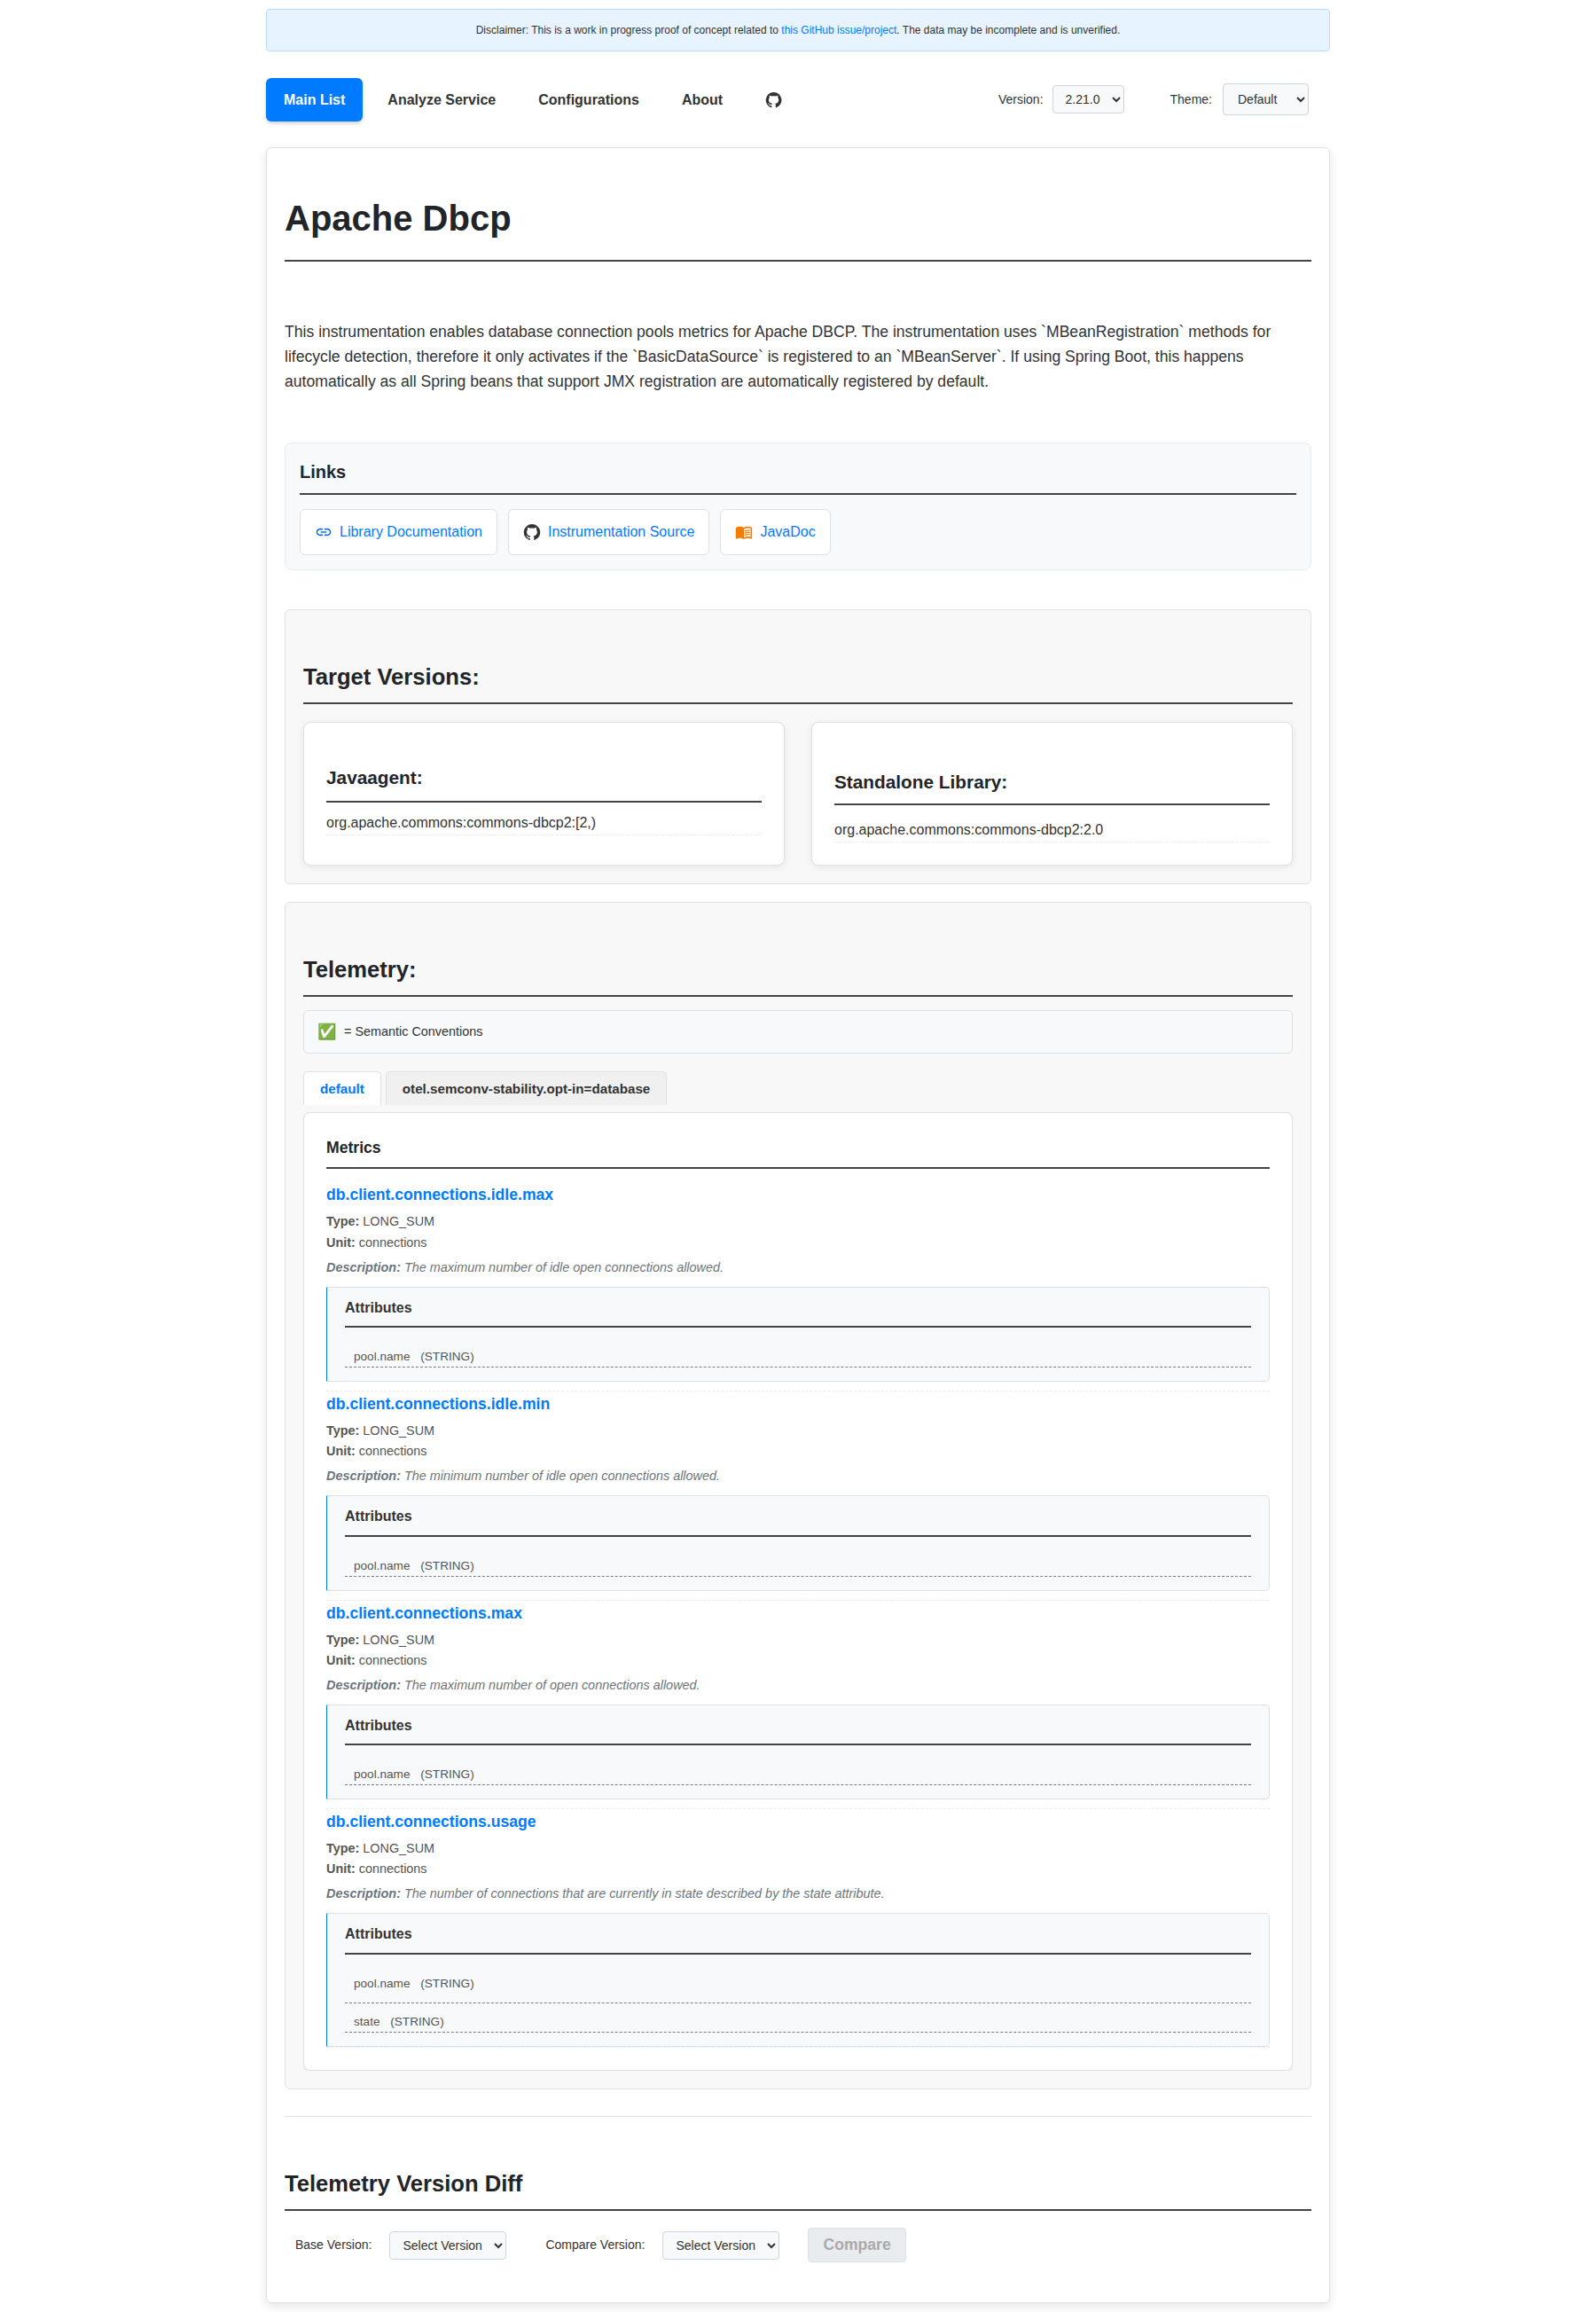 Disclaimer: This is a work in progress proof of concept related to this GitHub issue/project. The data may be incomplete and is unverified.
Main List
Analyze Service
Configurations
About
Version: 2.21.0
Theme: Default
Apache Dbcp
This instrumentation enables database connection pools metrics for Apache DBCP. The instrumentation uses `MBeanRegistration` methods for
lifecycle detection, therefore it only activates if the `BasicDataSource` is registered to an `MBeanServer`. If using Spring Boot, this happens
automatically as all Spring beans that support JMX registration are automatically registered by default.
Links
Library Documentation
Instrumentation Source
JavaDoc
Target Versions:
Javaagent:
org.apache.commons:commons-dbcp2:[2,)
Standalone Library:
org.apache.commons:commons-dbcp2:2.0
Telemetry:
✅ = Semantic Conventions
default
otel.semconv-stability.opt-in=database
Metrics
db.client.connections.idle.max
Type: LONG_SUM
Unit: connections
Description: The maximum number of idle open connections allowed.
Attributes
pool.name (STRING)
db.client.connections.idle.min
Type: LONG_SUM
Unit: connections
Description: The minimum number of idle open connections allowed.
Attributes
pool.name (STRING)
db.client.connections.max
Type: LONG_SUM
Unit: connections
Description: The maximum number of open connections allowed.
Attributes
pool.name (STRING)
db.client.connections.usage
Type: LONG_SUM
Unit: connections
Description: The number of connections that are currently in state described by the state attribute.
Attributes
pool.name (STRING)
state (STRING)
Telemetry Version Diff
Base Version: Select Version
Compare Version: Select Version
Compare